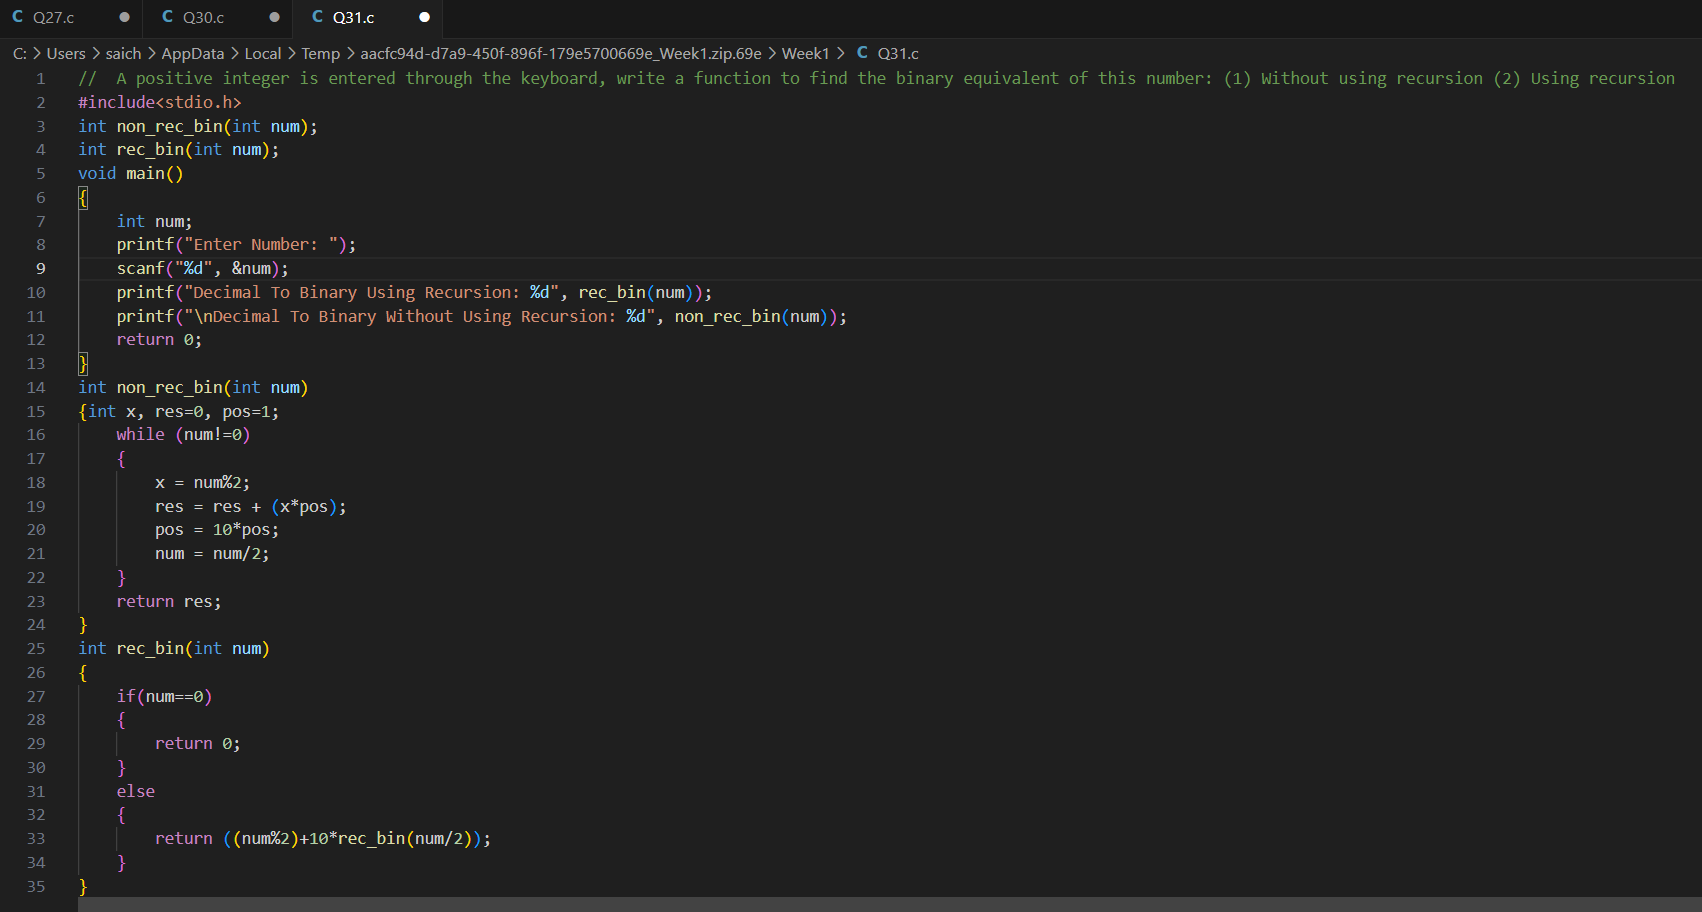 C Q27.c ● C Q30.c ● C Q31.c ●
C: > Users > saich > AppData > Local > Temp > aacfc94d-d7a9-450f-896f-179e5700669e_Week1.zip.69e > Week1 > C Q31.c
1 // A positive integer is entered through the keyboard, write a function to find the binary equivalent of this number: (1) Without using recursion (2) Using recursion
2 #include<stdio.h>
3 int non_rec_bin(int num);
4 int rec_bin(int num);
5 void main()
6 {
7     int num;
8     printf("Enter Number: ");
9     scanf("%d", &num);
10     printf("Decimal To Binary Using Recursion: %d", rec_bin(num));
11     printf("\nDecimal To Binary Without Using Recursion: %d", non_rec_bin(num));
12     return 0;
13 }
14 int non_rec_bin(int num)
15 {int x, res=0, pos=1;
16     while (num!=0)
17     {
18         x = num%2;
19         res = res + (x*pos);
20         pos = 10*pos;
21         num = num/2;
22     }
23     return res;
24 }
25 int rec_bin(int num)
26 {
27     if(num==0)
28     {
29         return 0;
30     }
31     else
32     {
33         return ((num%2)+10*rec_bin(num/2));
34     }
35 }